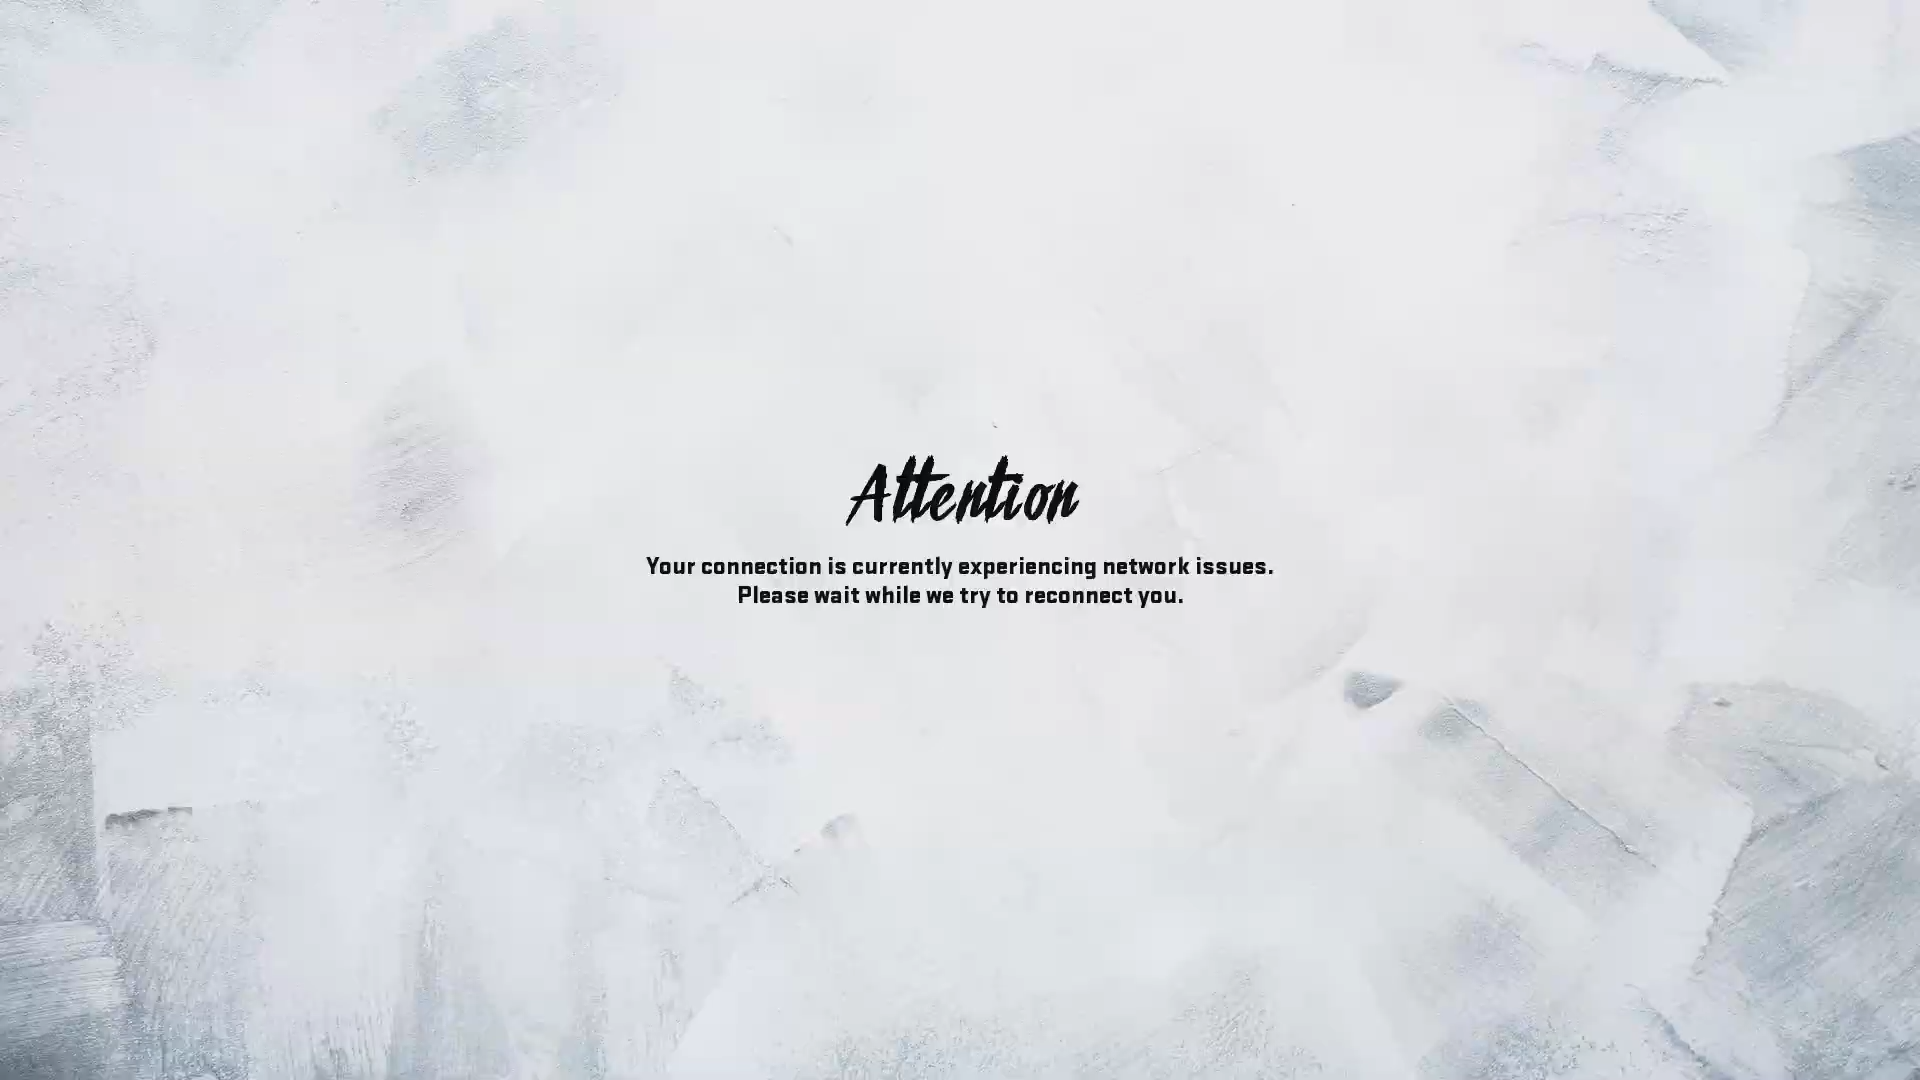 Attention
Your connection is currently experiencing network issues.
Please wait while we try to reconnect you.